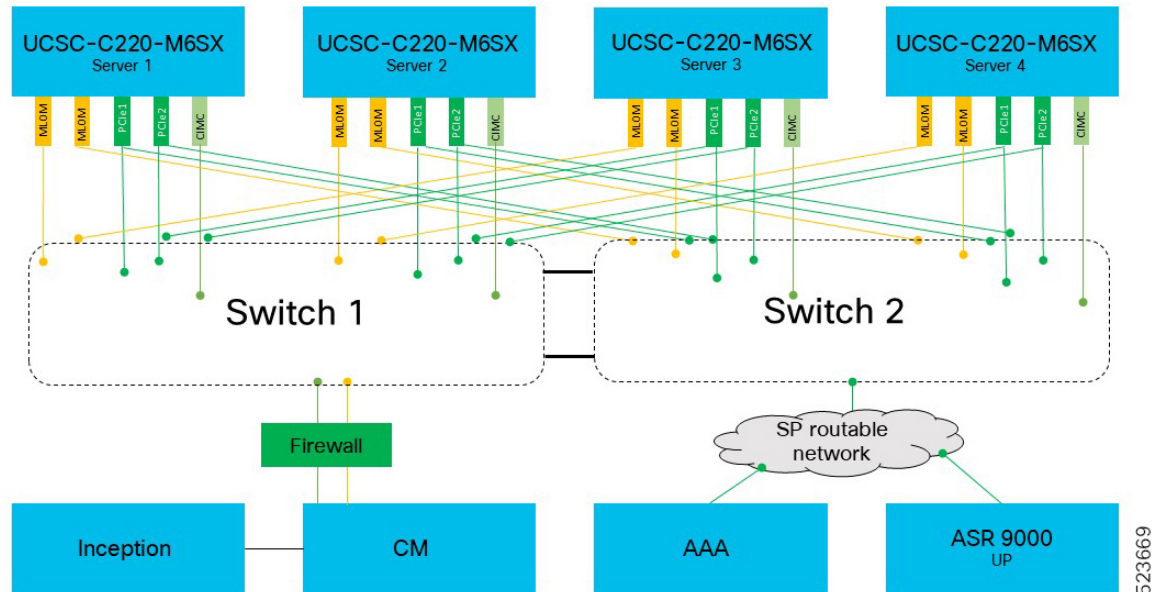 UCSC-C220-M6SX
Server 1
UCSC-C220-M6SX
Server 2
UCSC-C220-M6SX
Server 3
UCSC-C220-M6SX
Server 4
MLOM
MLOM
PCIe1
PCIe2
CIMC
MLOM
MLOM
PCIe1
PCIe2
CIMC
MLOM
MLOM
PCIe1
PCIe2
CIMC
MLOM
MLOM
PCIe1
PCIe2
CIMC
Switch 1
Switch 2
Firewall
SP routable
network
Inception
CM
AAA
ASR 9000
UP
523669